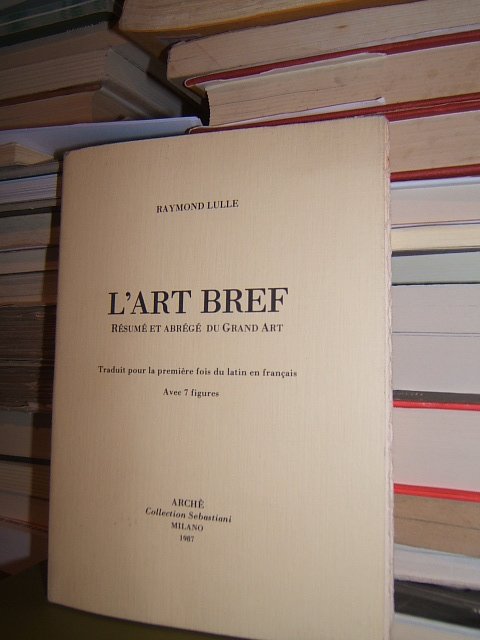 RAYMOND LULLE
L'ART BREF
RÉSUMÉ ET ABRÉGÉ DU GRAND ART
Traduit pour la première fois du latin en français
Avec 7 figures
ARCHÈ
Collection Sebastiani
MILANO
1987